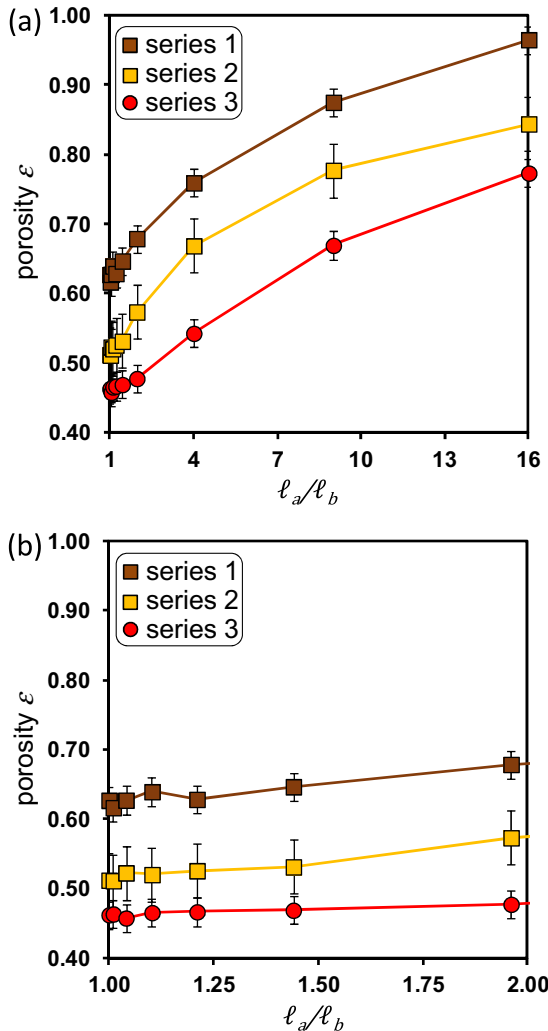 (a)
1.00
0.90
0.80
0.70
0.60
0.50
0.40
porosity ε
series 1
series 2
series 3
1 4 7 10 13 16
ℓa/ℓb
(b)
1.00
0.90
0.80
0.70
0.60
0.50
0.40
porosity ε
series 1
series 2
series 3
1.00 1.25 1.50 1.75 2.00
ℓa/ℓb